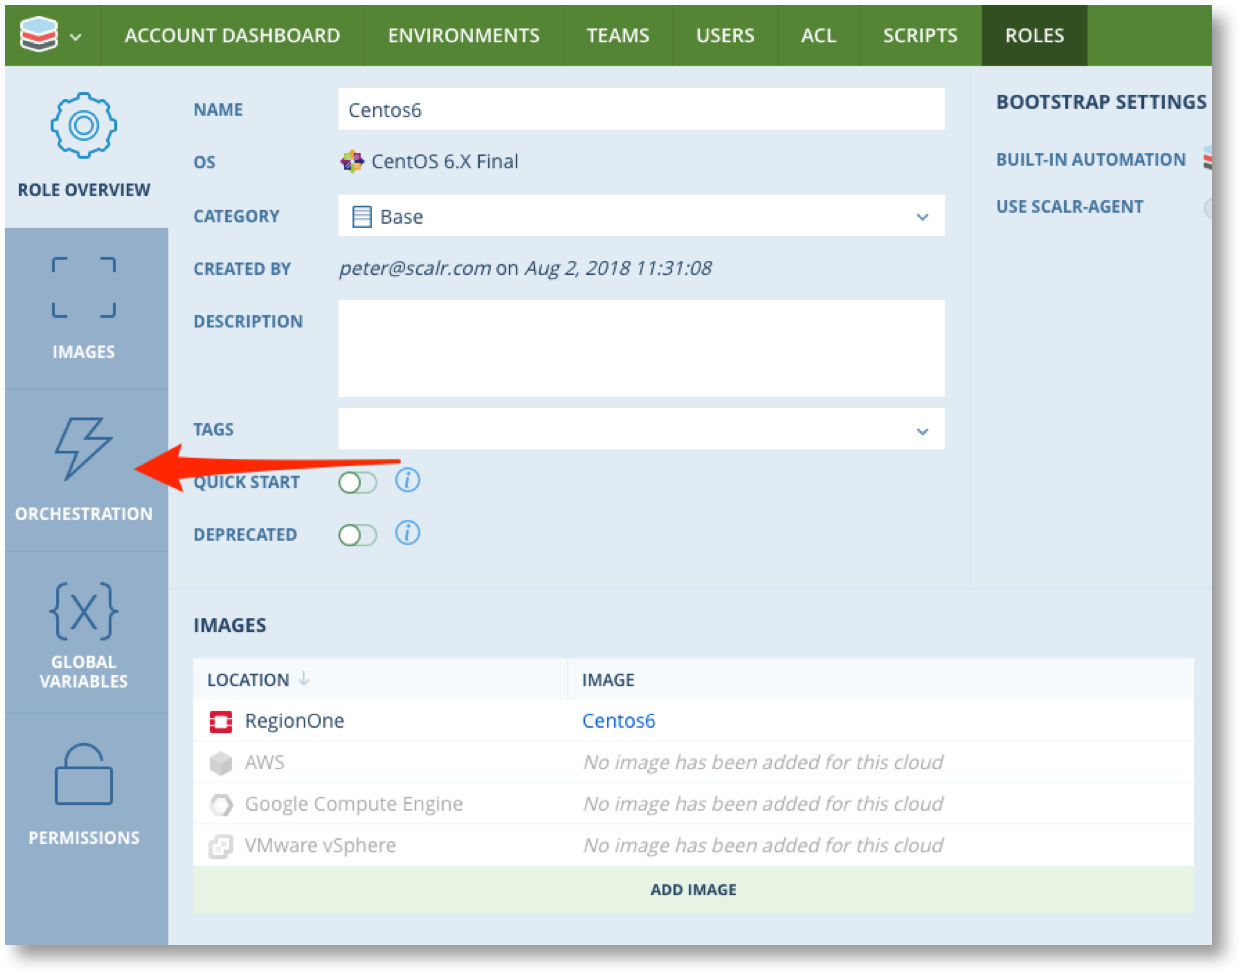 ACCOUNT DASHBOARD ENVIRONMENTS TEAMS USERS ACL SCRIPTS ROLES
ROLE OVERVIEW
IMAGES
ORCHESTRATION
{X}
GLOBAL
VARIABLES
PERMISSIONS
NAME Centos6
OS CentOS 6.X Final
CATEGORY Base
CREATED BY peter@scalr.com on Aug 2, 2018 11:31:08
DESCRIPTION
TAGS
QUICK START i
DEPRECATED i
BOOTSTRAP SETTINGS
BUILT-IN AUTOMATION
USE SCALR-AGENT
IMAGES
LOCATION IMAGE
RegionOne Centos6
AWS No image has been added for this cloud
Google Compute Engine No image has been added for this cloud
VMware vSphere No image has been added for this cloud
ADD IMAGE